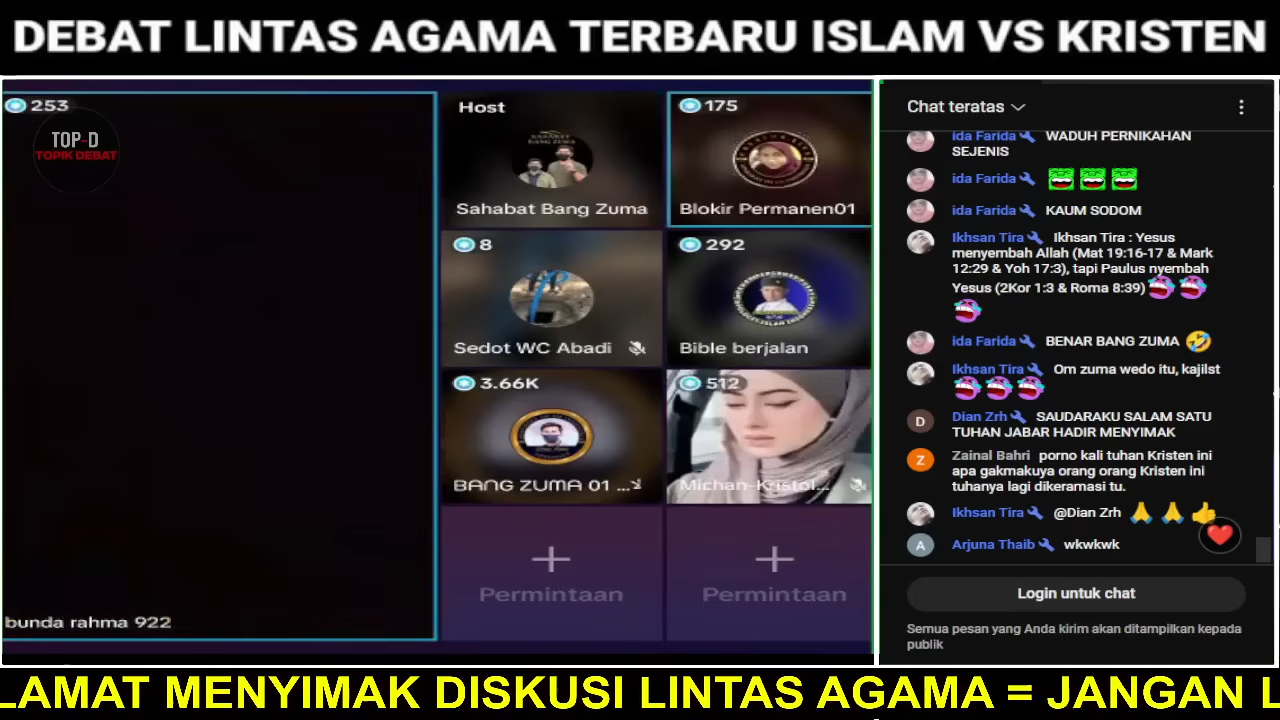 DEBAT LINTAS AGAMA TERBARU ISLAM VS KRISTEN
253
TOP-D
TOPIK DEBAT
bunda rahma 922
Host
Sahabat Bang Zuma
175
Blokir Permanen01
8
Sedot WC Abadi
292
Bible berjalan
3.66K
BANG ZUMA 01 ...
512
Michan-Kristol...
Permintaan
Permintaan
Chat teratas
ida Farida WADUH PERNIKAHAN
SEJENIS
ida Farida
ida Farida KAUM SODOM
Ikhsan Tira Ikhsan Tira : Yesus
menyembah Allah (Mat 19:16-17 & Mark
12:29 & Yoh 17:3), tapi Paulus nyembah
Yesus (2Kor 1:3 & Roma 8:39)
ida Farida BENAR BANG ZUMA
Ikhsan Tira Om zuma wedo itu, kajilst
D
Dian Zrh SAUDARAKU SALAM SATU
TUHAN JABAR HADIR MENYIMAK
Z
Zainal Bahri porno kali tuhan Kristen ini
apa gakmakuya orang orang Kristen ini
tuhanya lagi dikeramasi tu.
Ikhsan Tira @Dian Zrh
A
Arjuna Thaib wkwkwk
Login untuk chat
Semua pesan yang Anda kirim akan ditampilkan kepada
publik
LAMAT MENYIMAK DISKUSI LINTAS AGAMA = JANGAN L